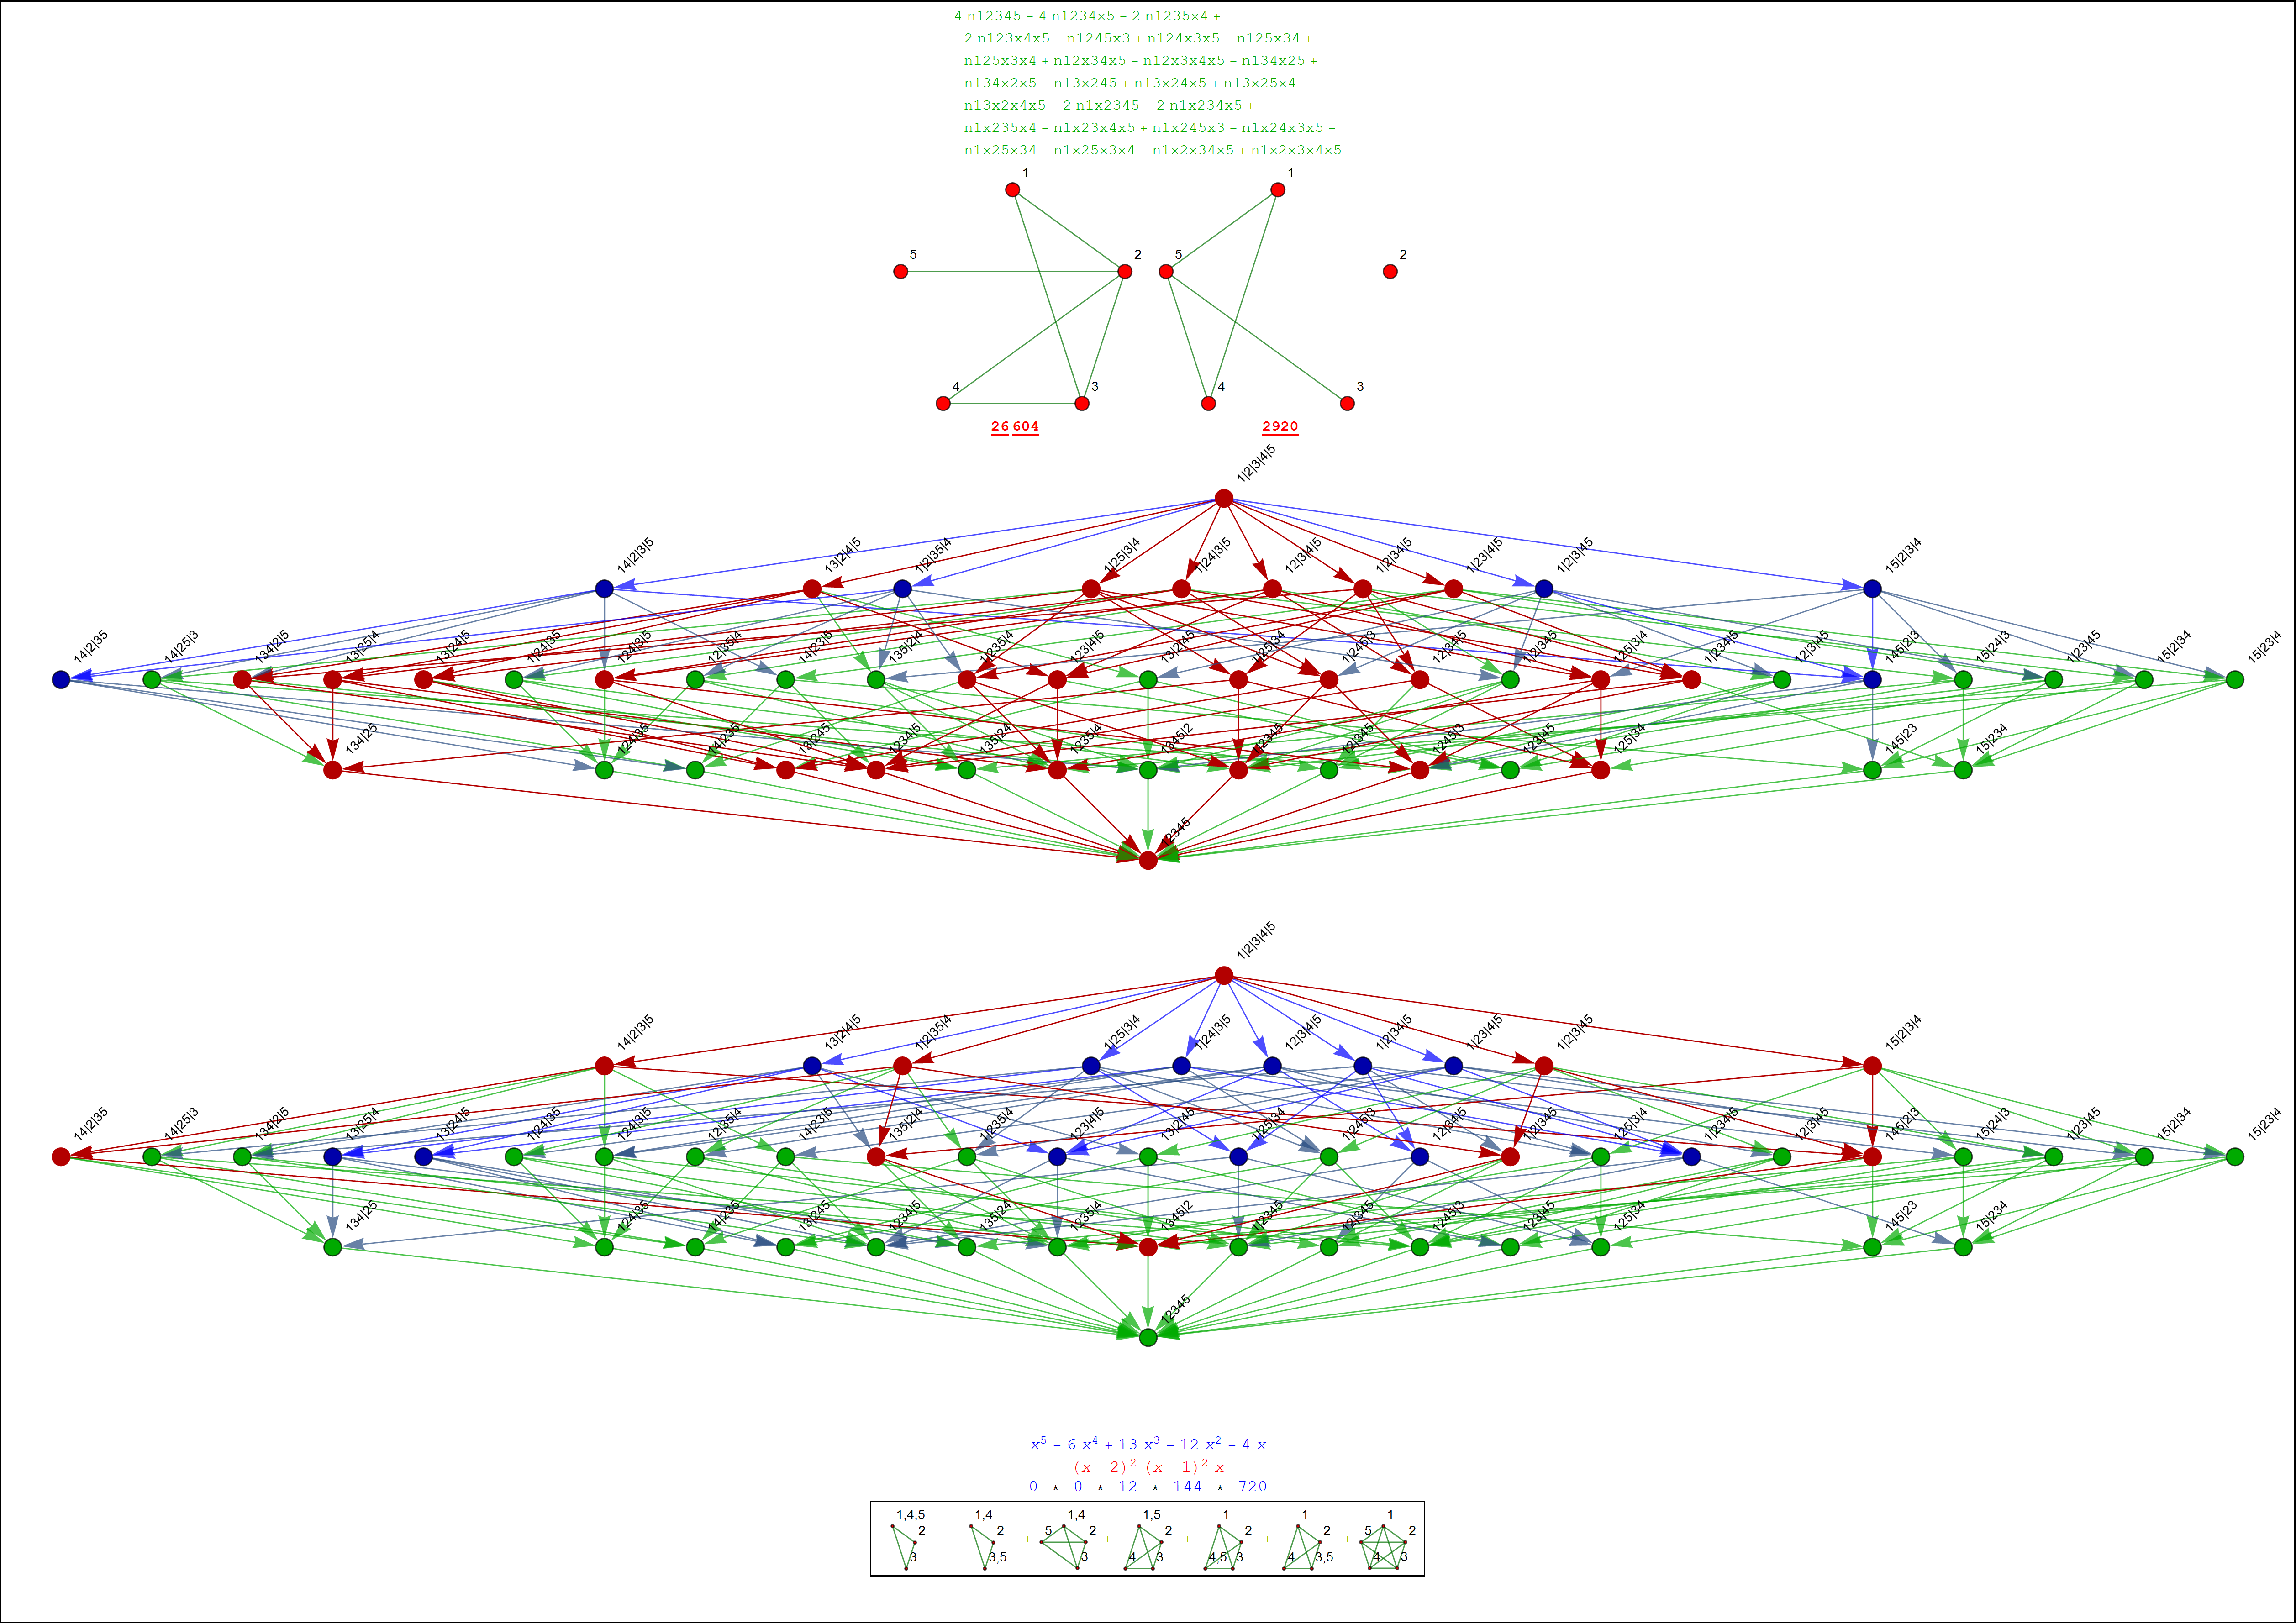 4 n12345 − 4 n1234x5 − 2 n1235x4 +
2 n123x4x5 − n1245x3 + n124x3x5 − n125x34 +
n125x3x4 + n12x34x5 − n12x3x4x5 − n134x25 +
n134x2x5 − n13x245 + n13x24x5 + n13x25x4 −
n13x2x4x5 − 2 n1x2345 + 2 n1x234x5 +
n1x235x4 − n1x23x4x5 + n1x245x3 − n1x24x3x5 +
n1x25x34 − n1x25x3x4 − n1x2x34x5 + n1x2x3x4x5
1 1
5 2 5 2
4 3 4 3
26 604 2920
1|2|3|4|5
14|2|3|5 13|2|4|5 1|2|35|4 1|25|3|4 1|24|3|5 12|3|4|5 1|2|34|5 1|23|4|5 1|2|3|45 15|2|3|4
14|2|35 14|25|3 134|2|5 13|25|4 13|24|5 1|24|35 124|3|5 12|35|4 14|23|5 135|2|4 1|235|4 123|4|5 13|2|45 1|25|34 1|245|3 12|34|5 1|2|345 125|3|4 1|234|5 12|3|45 145|2|3 15|24|3 1|23|45 15|2|34 15|23|4
134|25 124|35 14|235 13|245 1234|5 135|24 1235|4 1345|2 1|2345 12|345 1245|3 123|45 125|34 145|23 15|234
12345
1|2|3|4|5
14|2|3|5 13|2|4|5 1|2|35|4 1|25|3|4 1|24|3|5 12|3|4|5 1|2|34|5 1|23|4|5 1|2|3|45 15|2|3|4
14|2|35 14|25|3 134|2|5 13|25|4 13|24|5 1|24|35 124|3|5 12|35|4 14|23|5 135|2|4 1|235|4 123|4|5 13|2|45 1|25|34 1|245|3 12|34|5 1|2|345 125|3|4 1|234|5 12|3|45 145|2|3 15|24|3 1|23|45 15|2|34 15|23|4
134|25 124|35 14|235 13|245 1234|5 135|24 1235|4 1345|2 1|2345 12|345 1245|3 123|45 125|34 145|23 15|234
12345
x⁵ − 6 x⁴ + 13 x³ − 12 x² + 4 x
(x − 2)² (x − 1)² x
0 * 0 * 12 * 144 * 720
1,4,5 1,4 1,4 1,5 1 1 1
2 2 5 2 2 2 2 5 2
+ + + + + +
3 3,5 3 4 3 4,5 3 4 3,5 4 3